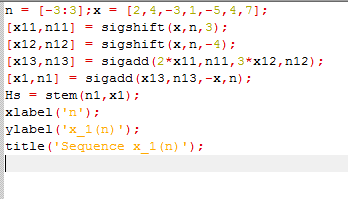 n = [-3:3];x = [2,4,-3,1,-5,4,7];
[x11,n11] = sigshift(x,n,3);
[x12,n12] = sigshift(x,n,-4);
[x13,n13] = sigadd(2*x11,n11,3*x12,n12);
[x1,n1] = sigadd(x13,n13,-x,n);
Hs = stem(n1,x1);
xlabel('n');
ylabel('x_1(n)');
title('Sequence x_1(n)');